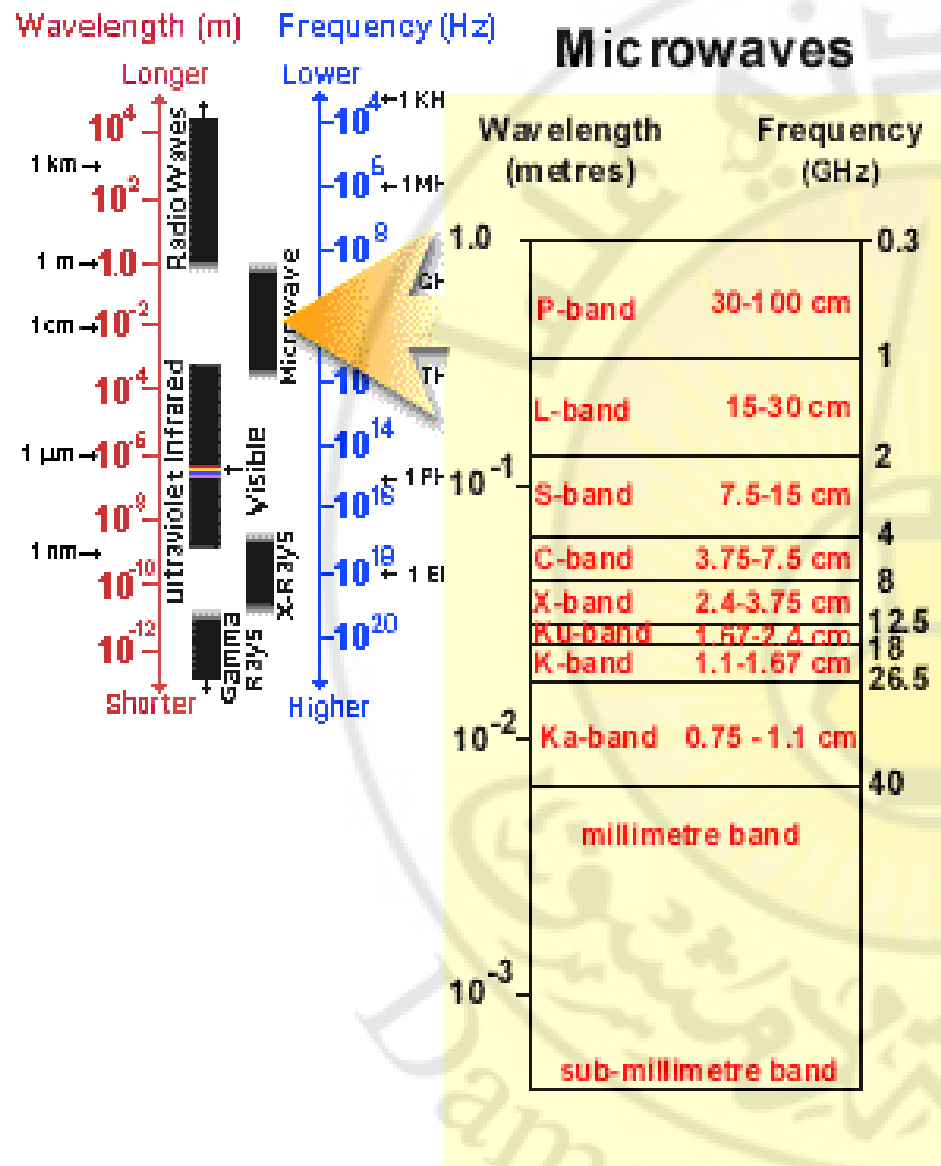 Wavelength (m)
Longer
10⁴
1 km→
10²
1 m→
1.0
1cm→
10⁻²
10⁻⁴
1 µm→
10⁻⁶
10⁻⁸
1 nm→
10⁻¹⁰
10⁻¹²
Shorter
Radio Waves
Microwave
Infrared
Visible
Ultraviolet
X-Rays
Gamma
Rays
Frequency (Hz)
Lower
10⁴
←1 KH
10⁶
←1MH
10⁸
GH
TH
10
10¹⁴
← 1 PH
10¹⁶
10¹⁸
← 1 E
10²⁰
Higher
Microwaves
Wavelength
(metres)
Frequency
(GHz)
1.0
0.3
P-band 30-100 cm
1
L-band 15-30 cm
2
10⁻¹
S-band 7.5-15 cm
4
C-band 3.75-7.5 cm
8
X-band 2.4-3.75 cm
12.5
Ku-band 1.67-2.4 cm
18
K-band 1.1-1.67 cm
26.5
10⁻²
Ka-band 0.75 - 1.1 cm
40
millimetre band
10⁻³
sub-millimetre band
Dam